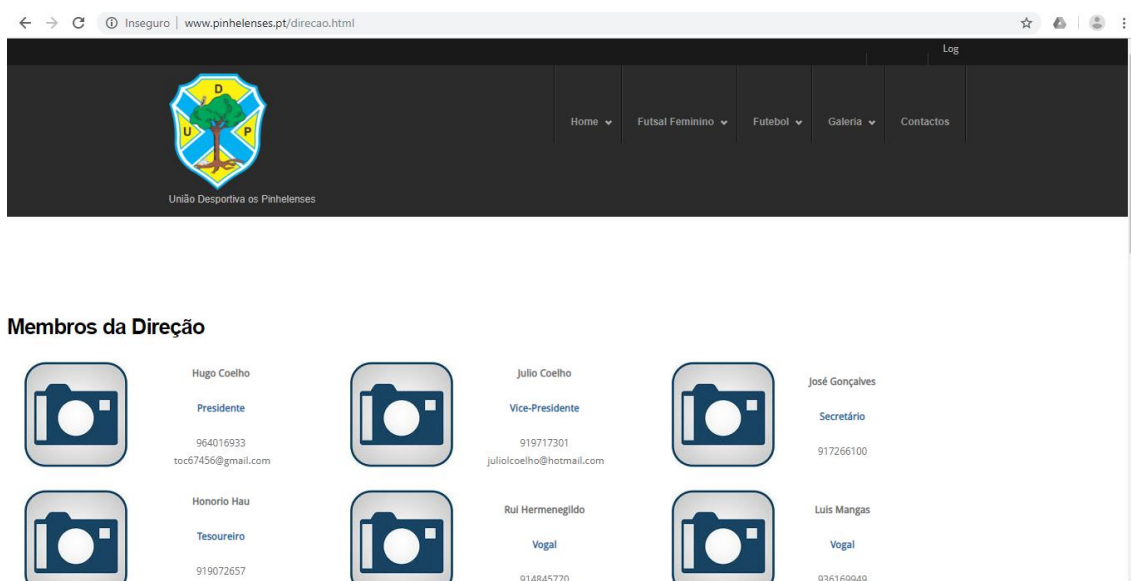 Inseguro | www.pinhelenses.pt/direcao.html
Log
D
U P
União Desportiva os Pinhelenses
Home Futsal Feminino Futebol Galeria Contactos
Membros da Direção
Hugo Coelho
Presidente
964016933
toc67456@gmail.com
Julio Coelho
Vice-Presidente
919717301
juliolcoelho@hotmail.com
José Gonçalves
Secretário
917266100
Honorio Hau
Tesoureiro
919072657
Rui Hermenegildo
Vogal
914845770
Luis Mangas
Vogal
936169949